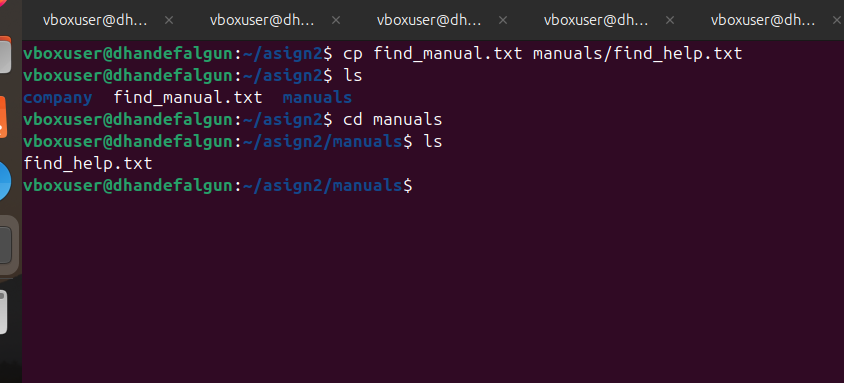 vboxuser@dh... vboxuser@dh... vboxuser@dh... vboxuser@dh... vboxuser@dh...
vboxuser@dhandefalgun:~/asign2$ cp find_manual.txt manuals/find_help.txt
vboxuser@dhandefalgun:~/asign2$ ls
company  find_manual.txt  manuals
vboxuser@dhandefalgun:~/asign2$ cd manuals
vboxuser@dhandefalgun:~/asign2/manuals$ ls
find_help.txt
vboxuser@dhandefalgun:~/asign2/manuals$